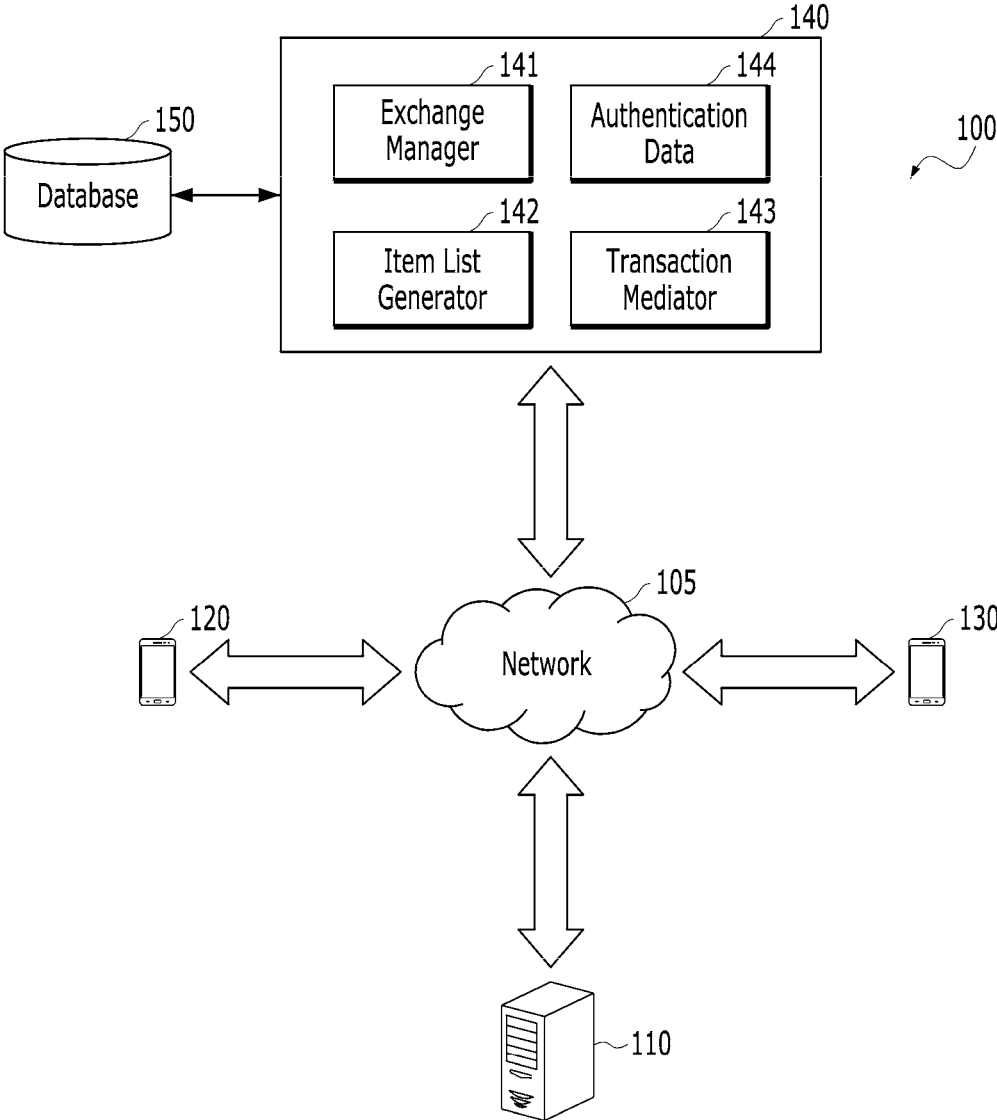 140
141
144
Exchange
Manager
Authentication
Data
100
150
Database
142
143
Item List
Generator
Transaction
Mediator
105
120
130
Network
110